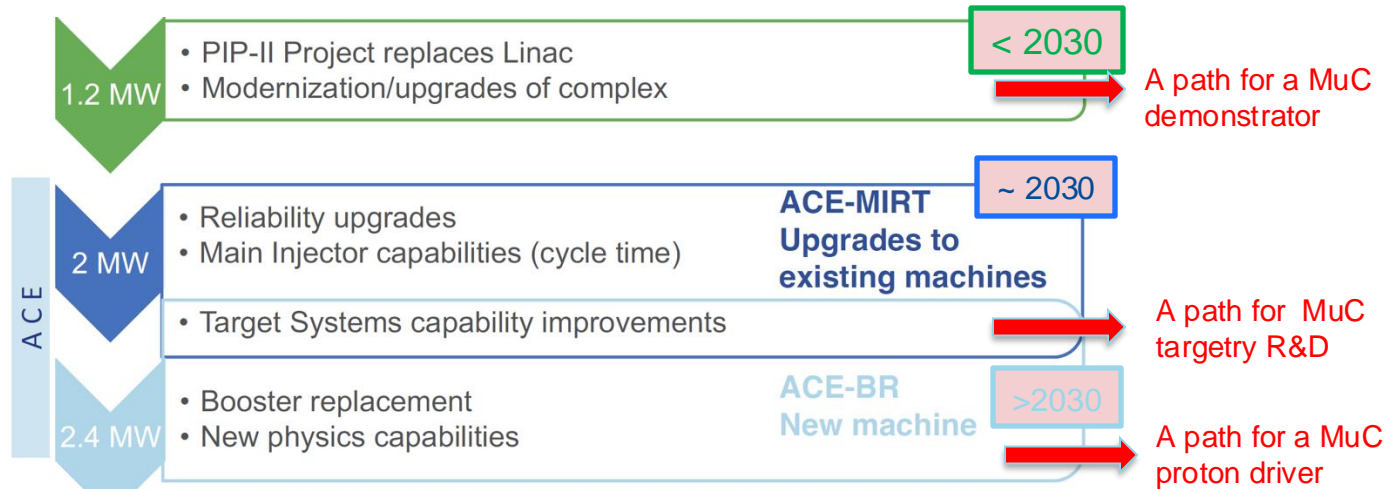 < 2030
• PIP-II Project replaces Linac
• Modernization/upgrades of complex
1.2 MW
A path for a MuC
demonstrator
~ 2030
ACE
2 MW
• Reliability upgrades
• Main Injector capabilities (cycle time)
ACE-MIRT
Upgrades to
existing machines
• Target Systems capability improvements
A path for MuC
targetry R&D
2.4 MW
• Booster replacement
• New physics capabilities
ACE-BR
New machine
>2030
A path for a MuC
proton driver